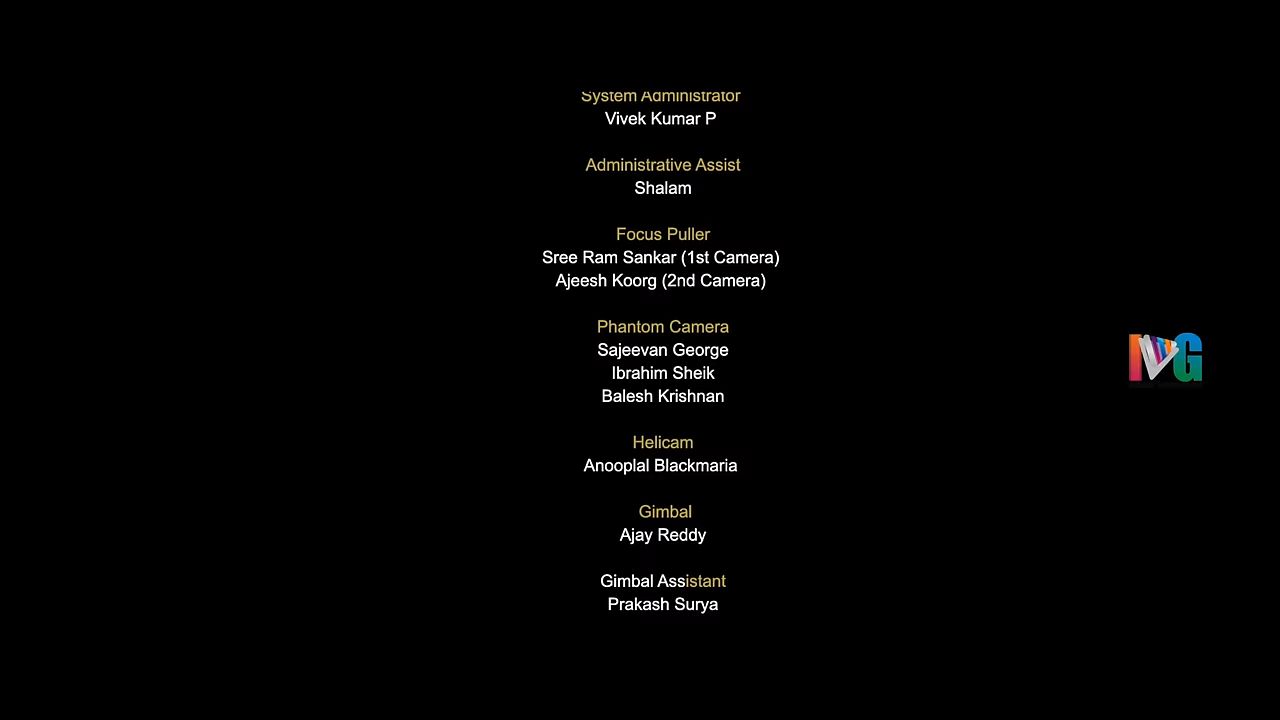 System Administrator
Vivek Kumar P
Administrative Assist
Shalam
Focus Puller
Sree Ram Sankar (1st Camera)
Ajeesh Koorg (2nd Camera)
Phantom Camera
Sajeevan George
Ibrahim Sheik
Balesh Krishnan
Helicam
Anooplal Blackmaria
Gimbal
Ajay Reddy
Gimbal Assistant
Prakash Surya